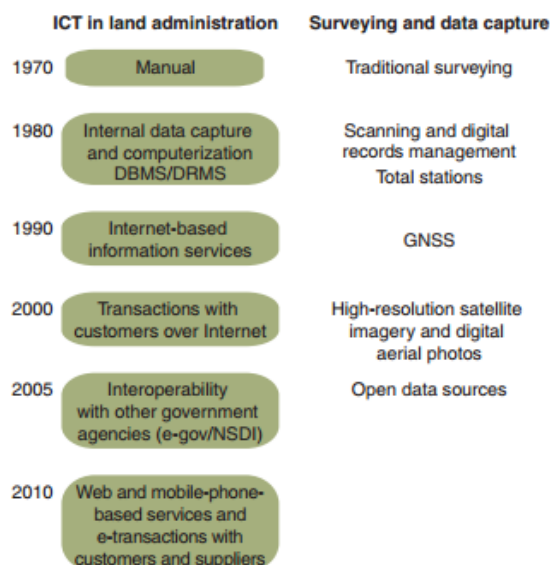 ICT in land administration
Surveying and data capture
1970
Manual
Traditional surveying
1980
Internal data capture
and computerization
DBMS/DRMS
Scanning and digital
records management
Total stations
1990
Internet-based
information services
GNSS
2000
Transactions with
customers over Internet
High-resolution satellite
imagery and digital
aerial photos
2005
Interoperability
with other government
agencies (e-gov/NSDI)
Open data sources
2010
Web and mobile-phone-
based services and
e-transactions with
customers and suppliers